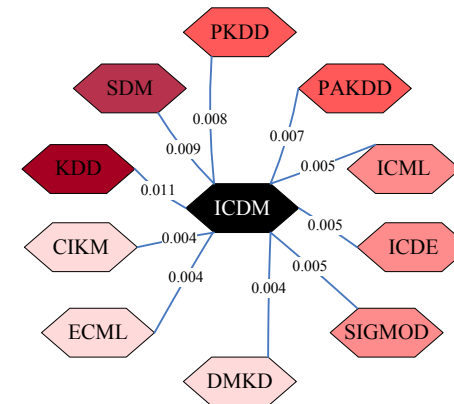 PKDD
SDM
PAKDD
0.008
0.007
0.009
0.005
KDD
ICML
0.011
ICDM
0.005
CIKM
0.004
ICDE
0.005
0.004
0.004
ECML
SIGMOD
DMKD